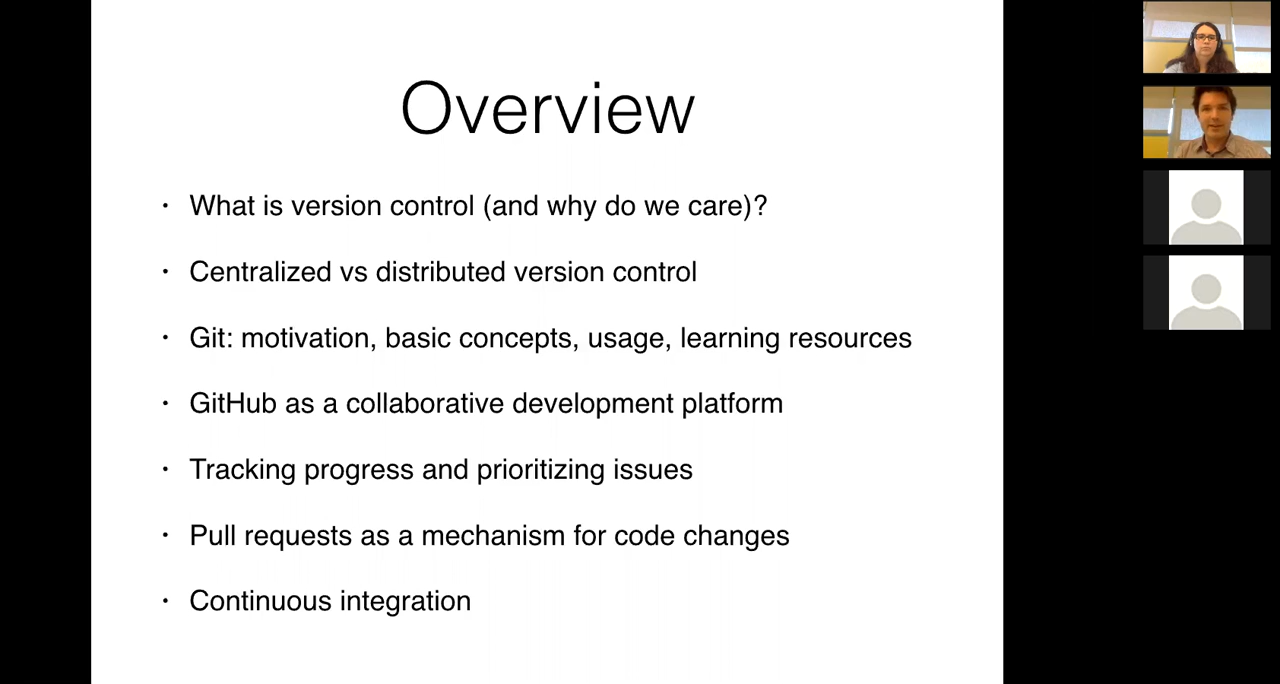 Overview
• What is version control (and why do we care)?
• Centralized vs distributed version control
• Git: motivation, basic concepts, usage, learning resources
• GitHub as a collaborative development platform
• Tracking progress and prioritizing issues
• Pull requests as a mechanism for code changes
• Continuous integration